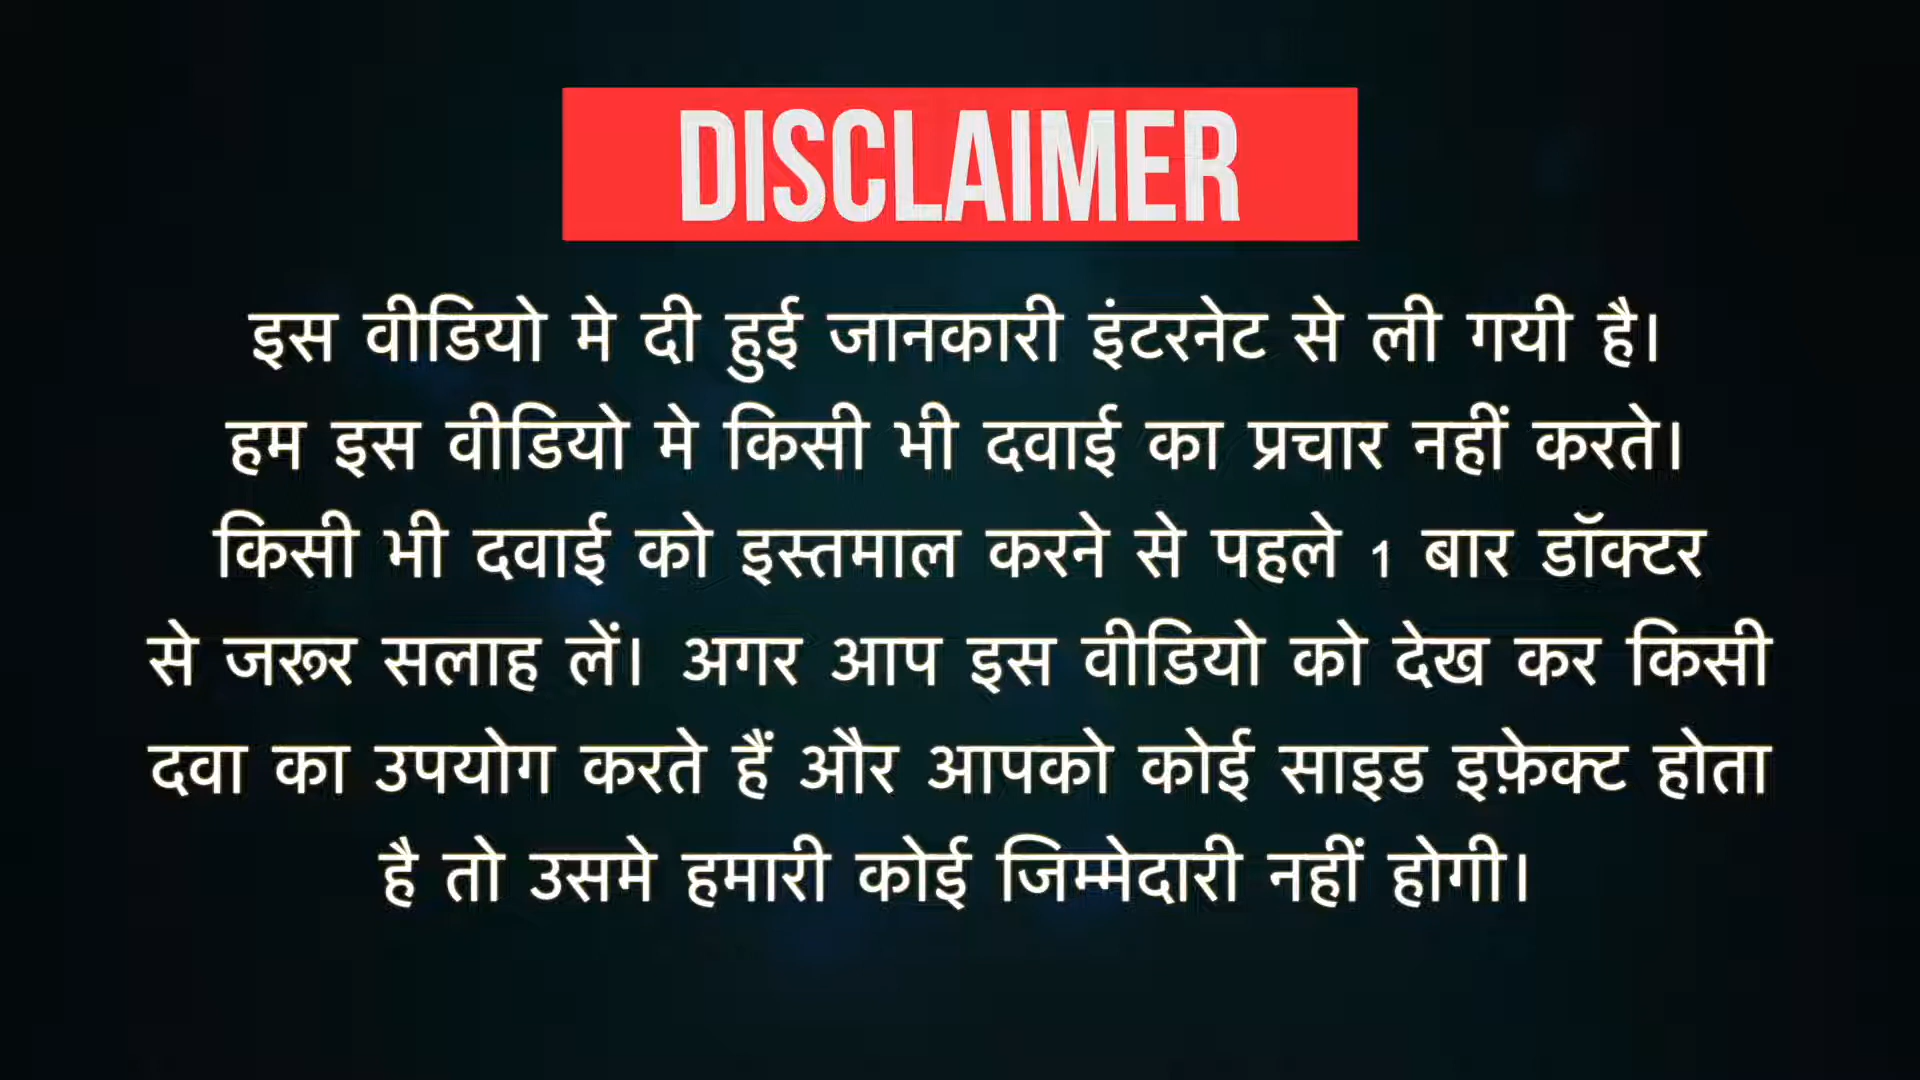 DISCLAIMER
इस वीडियो मे दी हुई जानकारी इंटरनेट से ली गयी है।
हम इस वीडियो मे किसी भी दवाई का प्रचार नहीं करते।
किसी भी दवाई को इस्तमाल करने से पहले 1 बार डॉक्टर
से जरूर सलाह लें। अगर आप इस वीडियो को देख कर किसी
दवा का उपयोग करते हैं और आपको कोई साइड इफ़ेक्ट होता
है तो उसमे हमारी कोई जिम्मेदारी नहीं होगी।